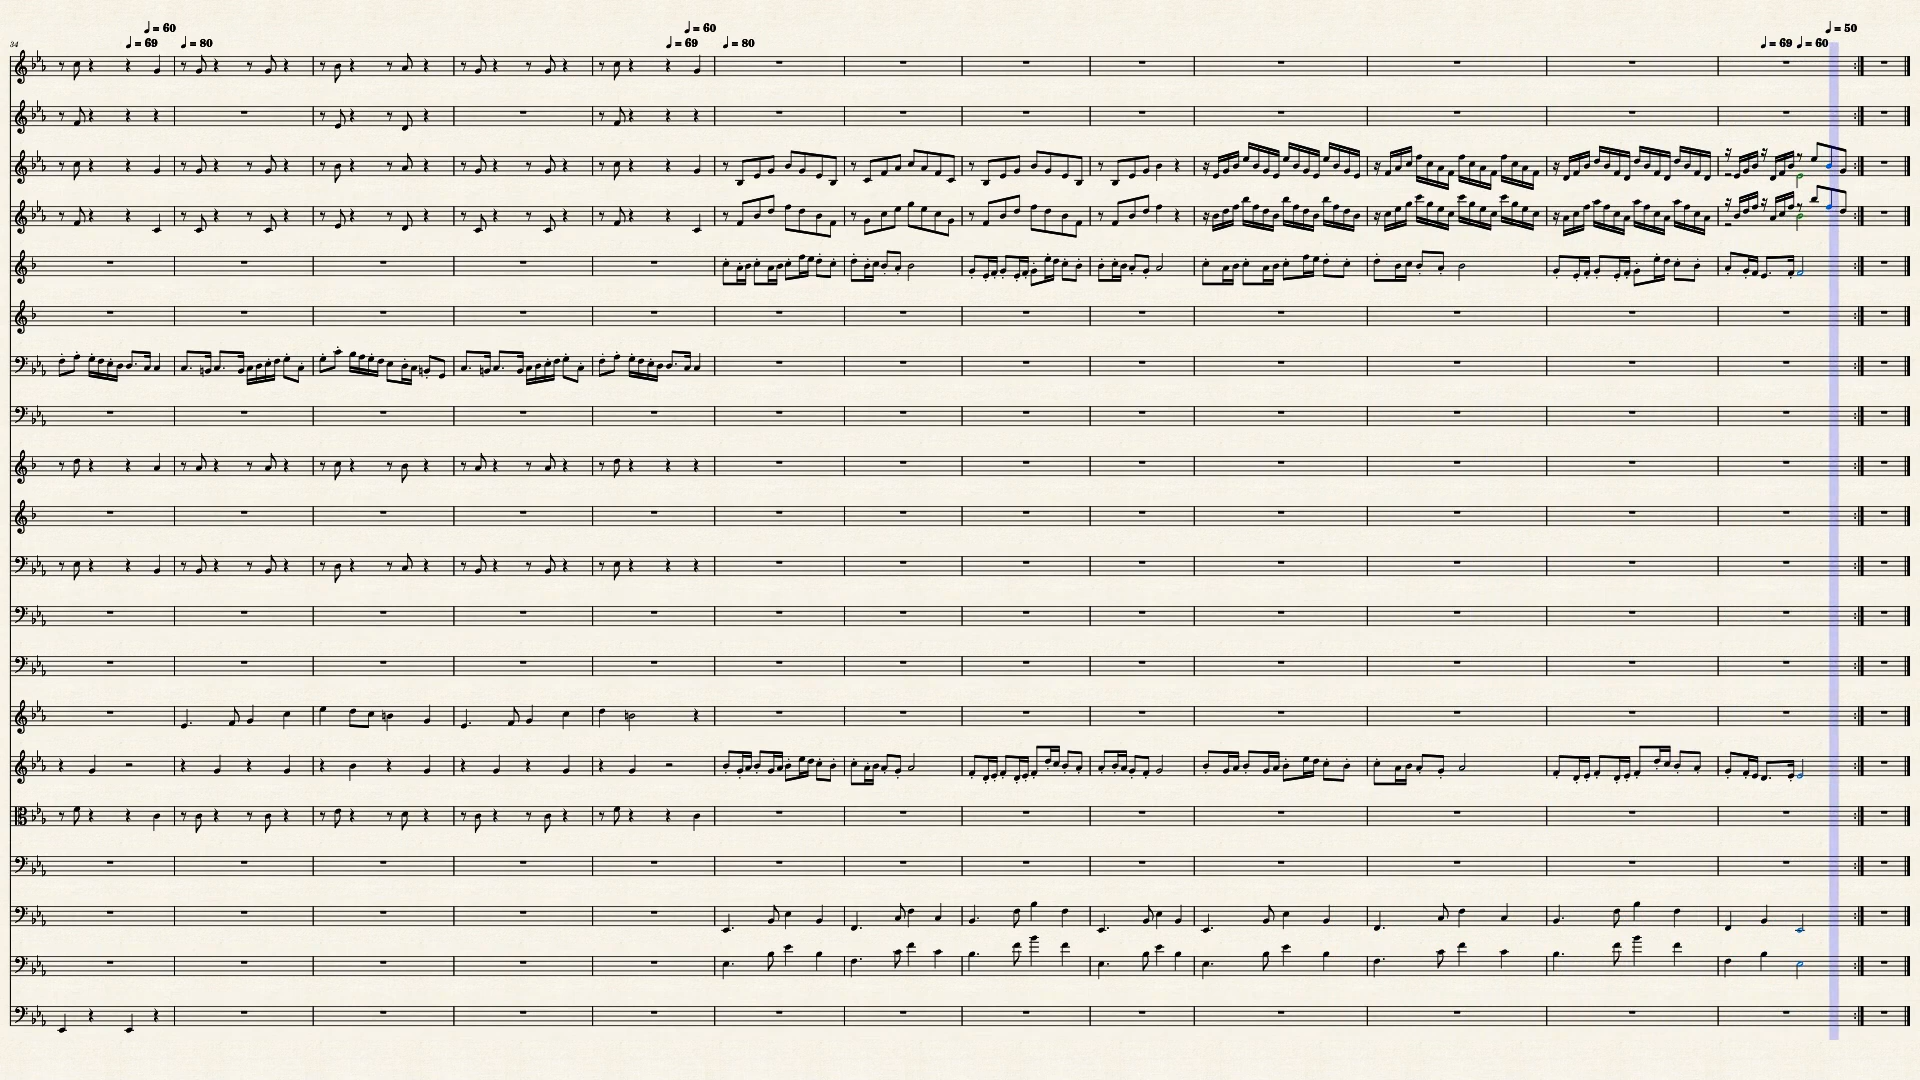 ♩ = 60 ♩ = 60 ♩ = 50
34 ♩ = 69 ♩ = 80 ♩ = 69 ♩ = 80 ♩ = 69 ♩ = 60